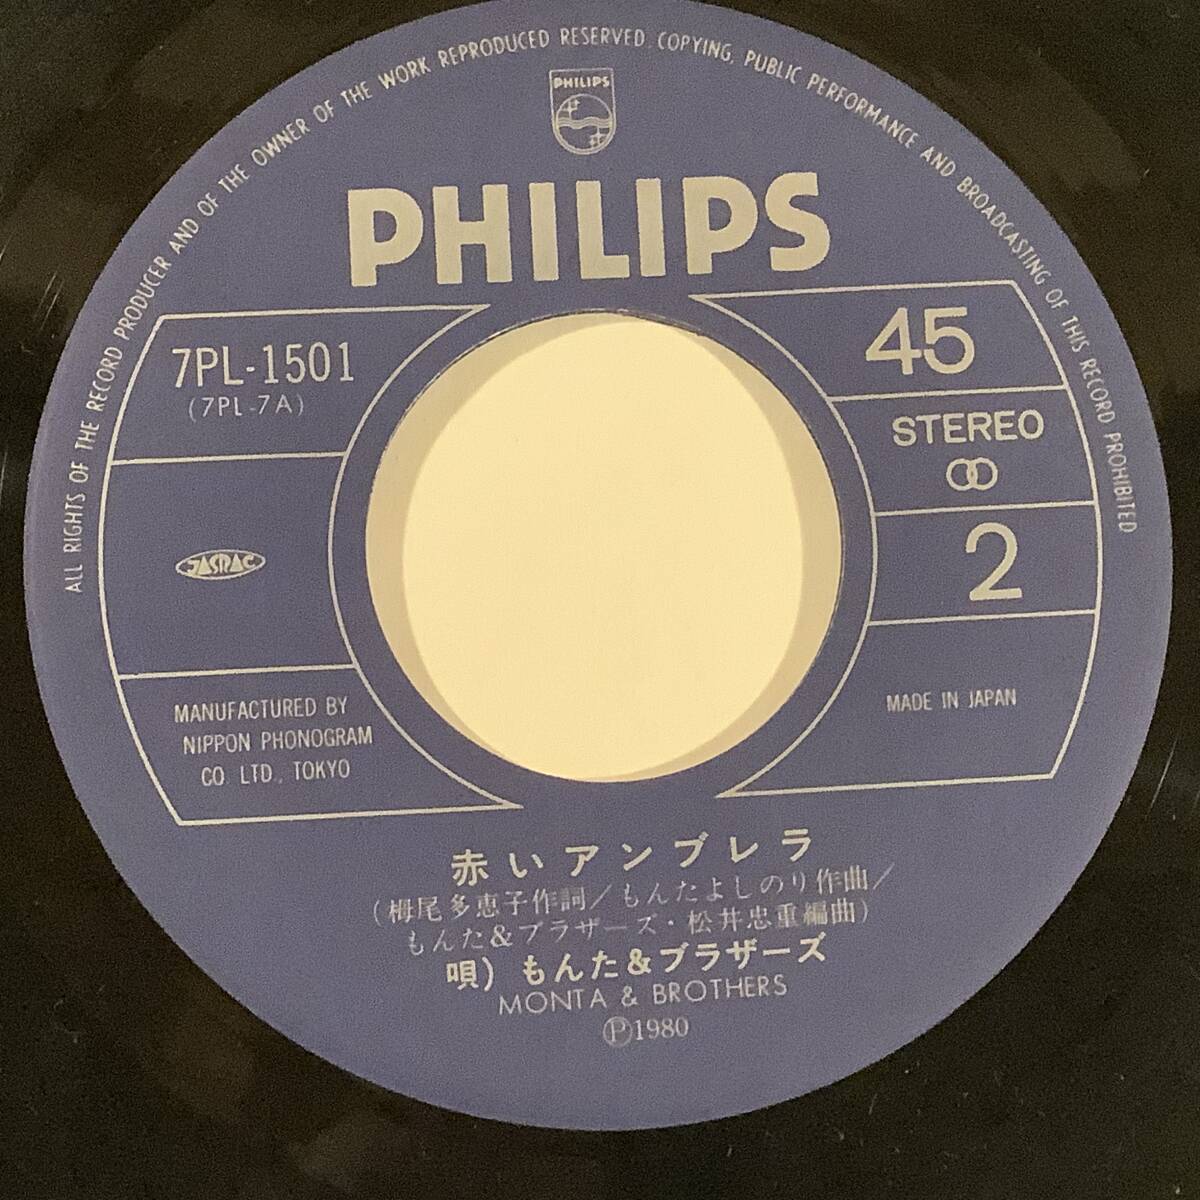 ALL RIGHTS OF THE RECORD PRODUCER AND OF THE OWNER OF THE WORK REPRODUCED RESERVED. COPYING, PUBLIC PERFORMANCE AND BROADCASTING OF THIS RECORD PROHIBITED
PHILIPS
PHILIPS
7PL-1501
(7PL-7A)
JASRAC
MANUFACTURED BY
NIPPON PHONOGRAM
CO. LTD., TOKYO
45
STEREO
2
MADE IN JAPAN
赤いアンブレラ
(栂尾多恵子作詞/もんたよしのり作曲/
もんた&ブラザーズ・松井忠重編曲)
唄) もんた&ブラザーズ
MONTA & BROTHERS
Ⓟ1980